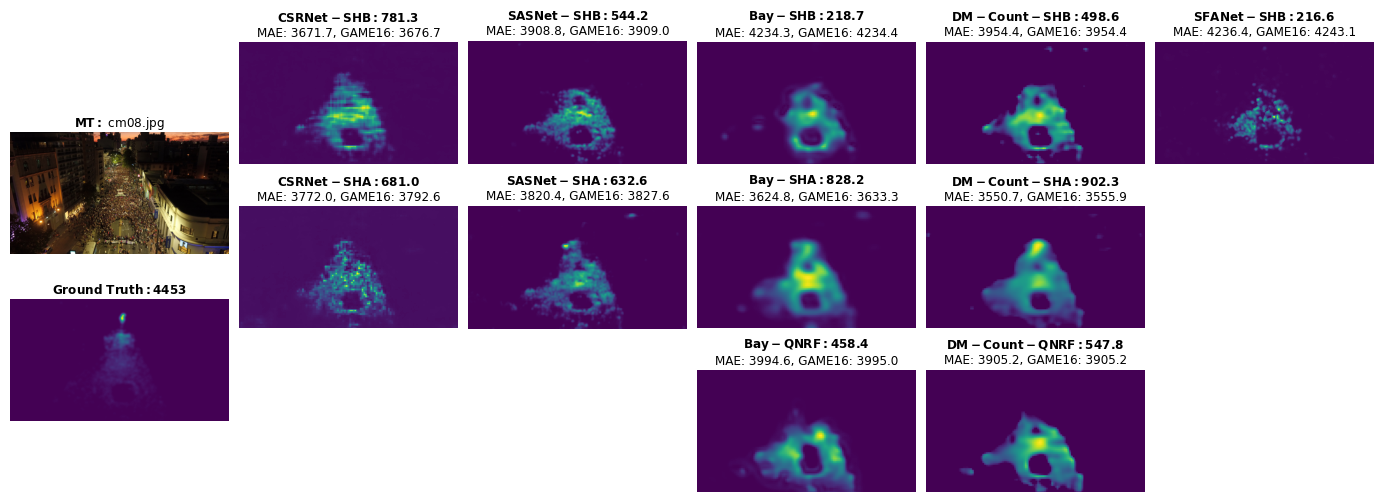 CSRNet − SHB : 781.3
MAE: 3671.7, GAME16: 3676.7
SASNet − SHB : 544.2
MAE: 3908.8, GAME16: 3909.0
Bay − SHB : 218.7
MAE: 4234.3, GAME16: 4234.4
DM − Count − SHB : 498.6
MAE: 3954.4, GAME16: 3954.4
SFANet − SHB : 216.6
MAE: 4236.4, GAME16: 4243.1
MT : cm08.jpg
CSRNet − SHA : 681.0
MAE: 3772.0, GAME16: 3792.6
SASNet − SHA : 632.6
MAE: 3820.4, GAME16: 3827.6
Bay − SHA : 828.2
MAE: 3624.8, GAME16: 3633.3
DM − Count − SHA : 902.3
MAE: 3550.7, GAME16: 3555.9
Ground Truth : 4453
Bay − QNRF : 458.4
MAE: 3994.6, GAME16: 3995.0
DM − Count − QNRF : 547.8
MAE: 3905.2, GAME16: 3905.2